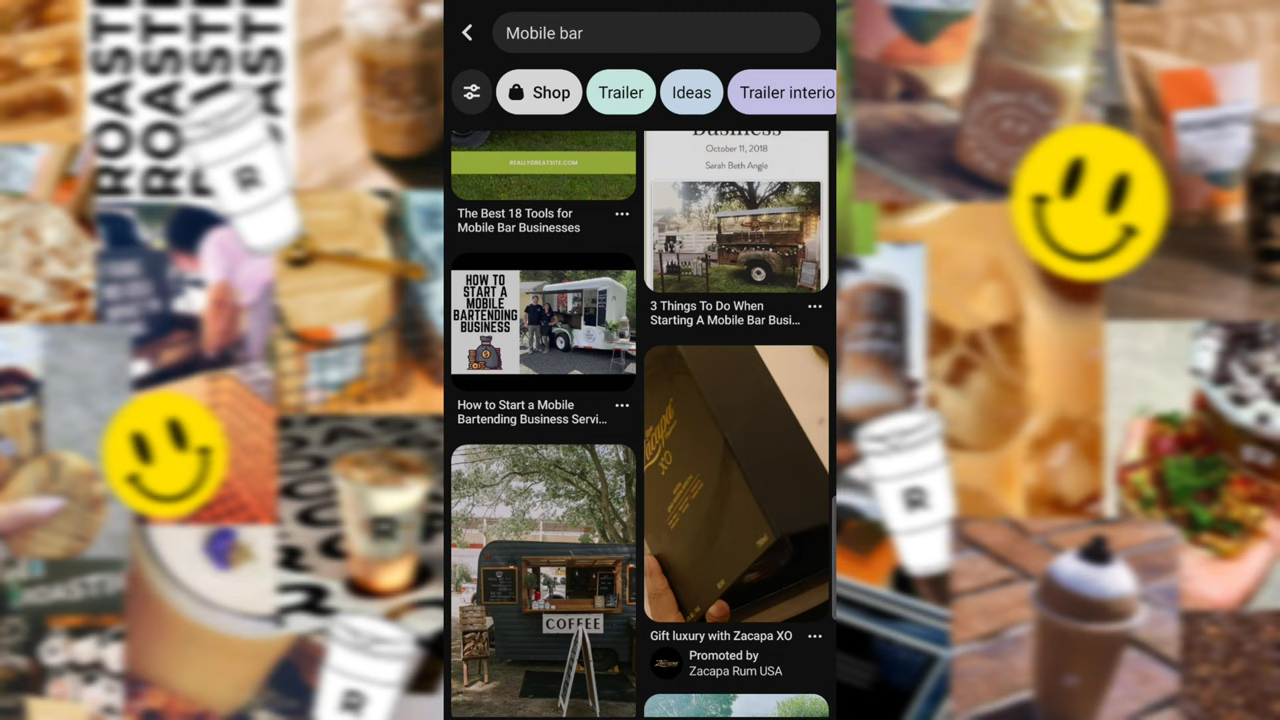 Mobile bar
Shop
Trailer
Ideas
Trailer interio
REALLYGREATSITE.COM
The Best 18 Tools for
Mobile Bar Businesses
HOW TO
START A
MOBILE
BARTENDING
BUSINESS
How to Start a Mobile
Bartending Business Servi...
COFFEE
Business
October 11, 2018
Sarah Beth Angle
3 Things To Do When
Starting A Mobile Bar Busi...
Zacapa
XO
Gift luxury with Zacapa XO
Promoted by
Zacapa Rum USA
ROAST
ROAST